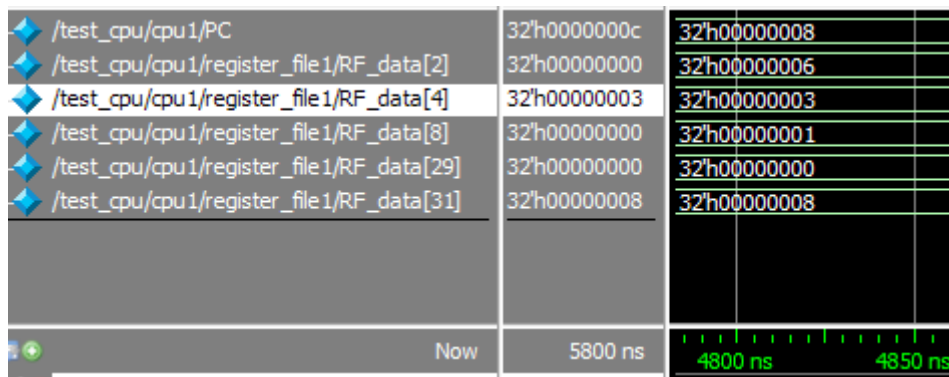 /test_cpu/cpu1/PC 32'h0000000c 32'h00000008
/test_cpu/cpu1/register_file1/RF_data[2] 32'h00000000 32'h00000006
/test_cpu/cpu1/register_file1/RF_data[4] 32'h00000003 32'h00000003
/test_cpu/cpu1/register_file1/RF_data[8] 32'h00000000 32'h00000001
/test_cpu/cpu1/register_file1/RF_data[29] 32'h00000000 32'h00000000
/test_cpu/cpu1/register_file1/RF_data[31] 32'h00000008 32'h00000008
Now 5800 ns 4800 ns 4850 ns